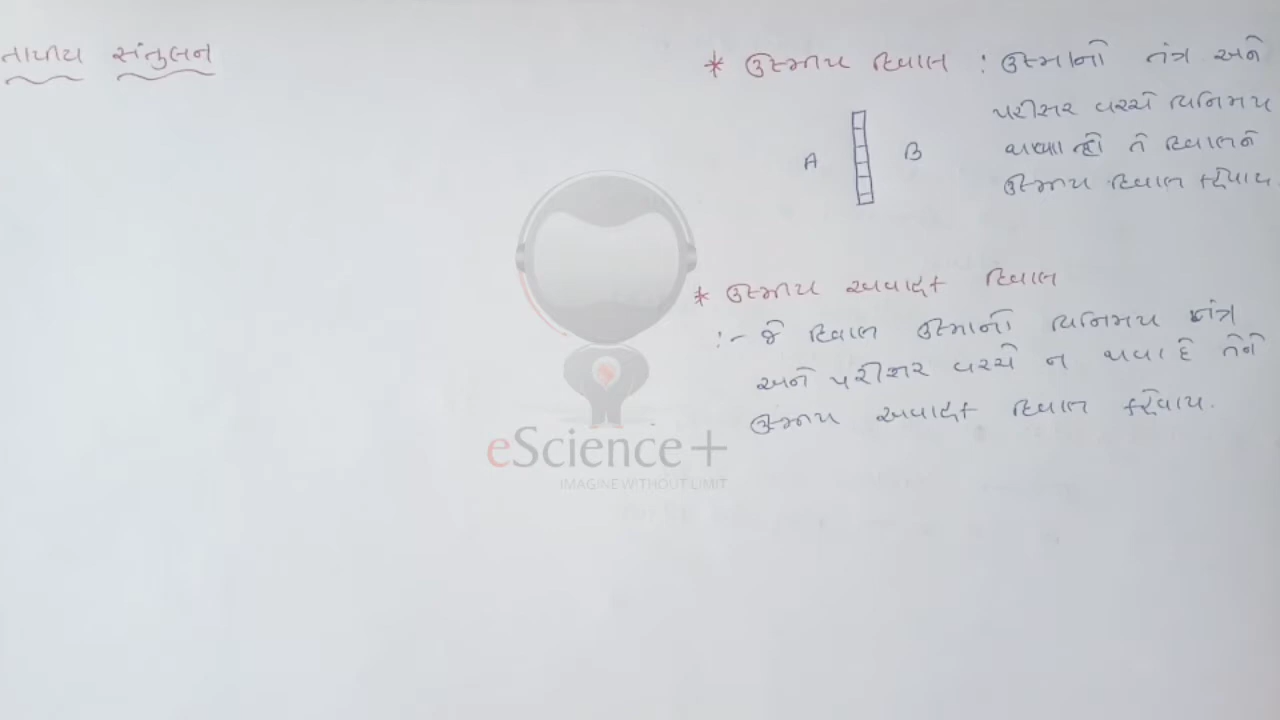 તાપીય સંતુલન
* ઉષ્માય દિવાલ : ઉષ્માનો તંત્ર અને
પરીસર વચ્ચે વિનિમય
A B
થવા દે તે દિવાલને
ઉષ્માય દિવાલ કહેવાય.
* ઉષ્માય અવાહક દિવાલ
:- જે દિવાલ ઉષ્માનો વિનિમય તંત્ર
અને પરીસર વચ્ચે ન થવા દે તેને
ઉષ્માય અવાહક દિવાલ કહેવાય.
eScience+
IMAGINE WITHOUT LIMIT